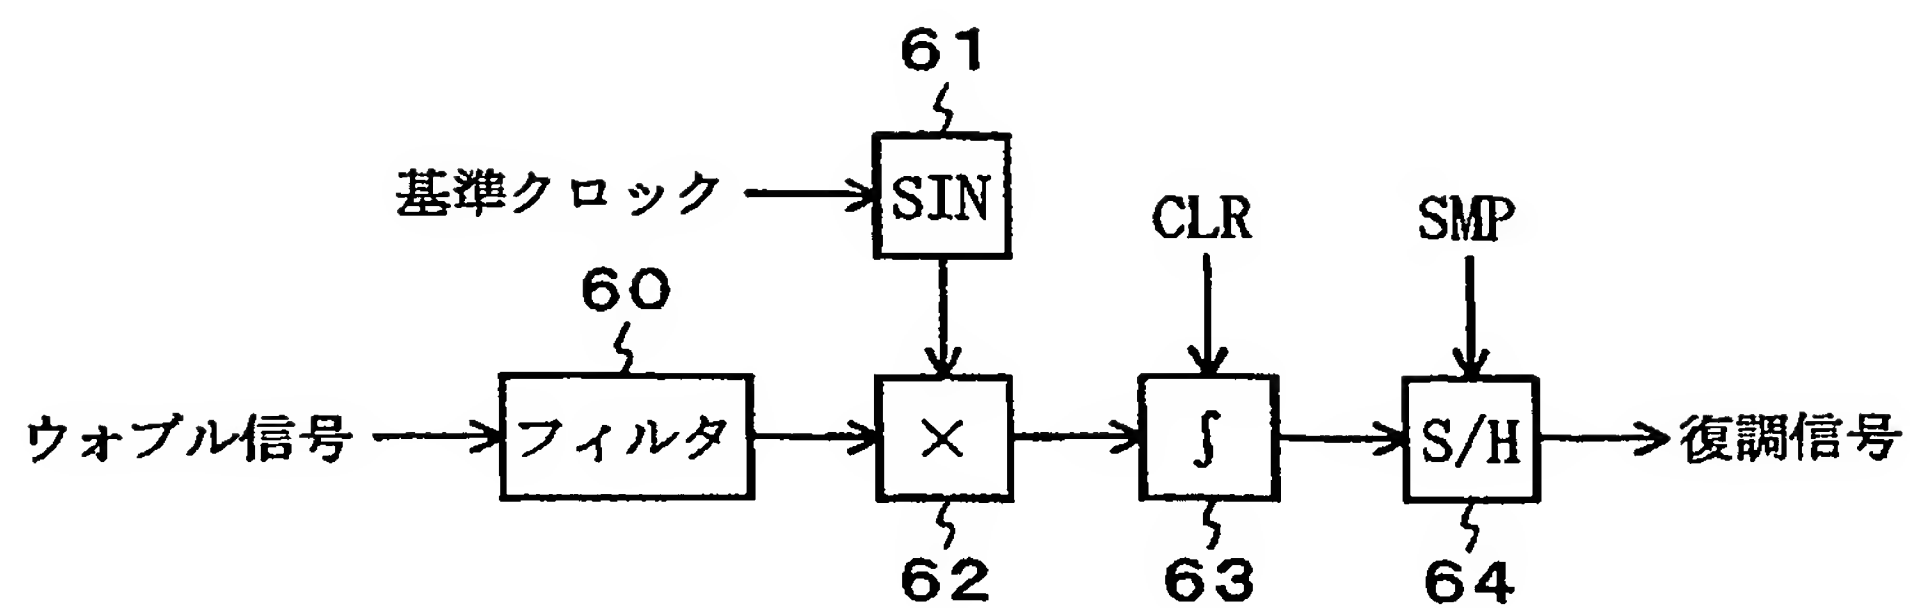 61
基準クロック
SIN
CLR
SMP
60
ウォブル信号
フィルタ
×
∫
S/H
復調信号
62
63
64